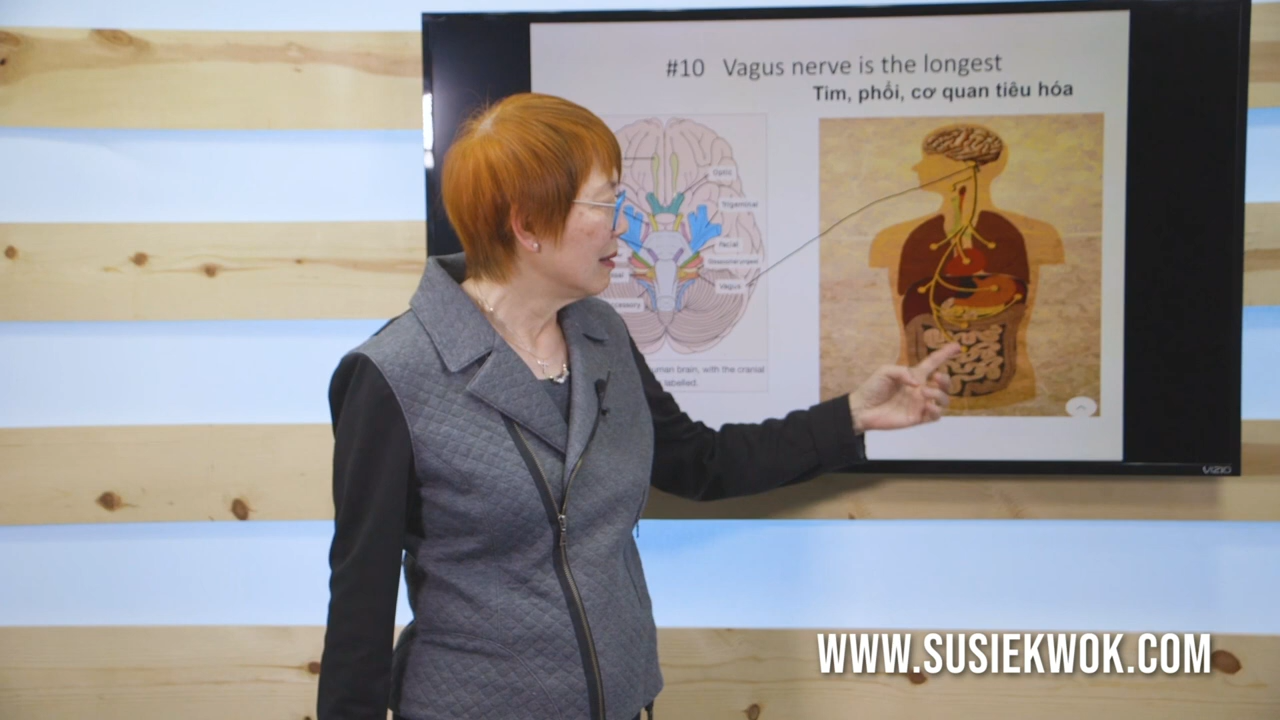 #10 Vagus nerve is the longest
Tim, phổi, cơ quan tiêu hóa
Optic
Trigeminal
Facial
Glossopharyngeal
Vagus
uman brain, with the cranial
labelled.
VIZIO
WWW.SUSIEKWOK.COM